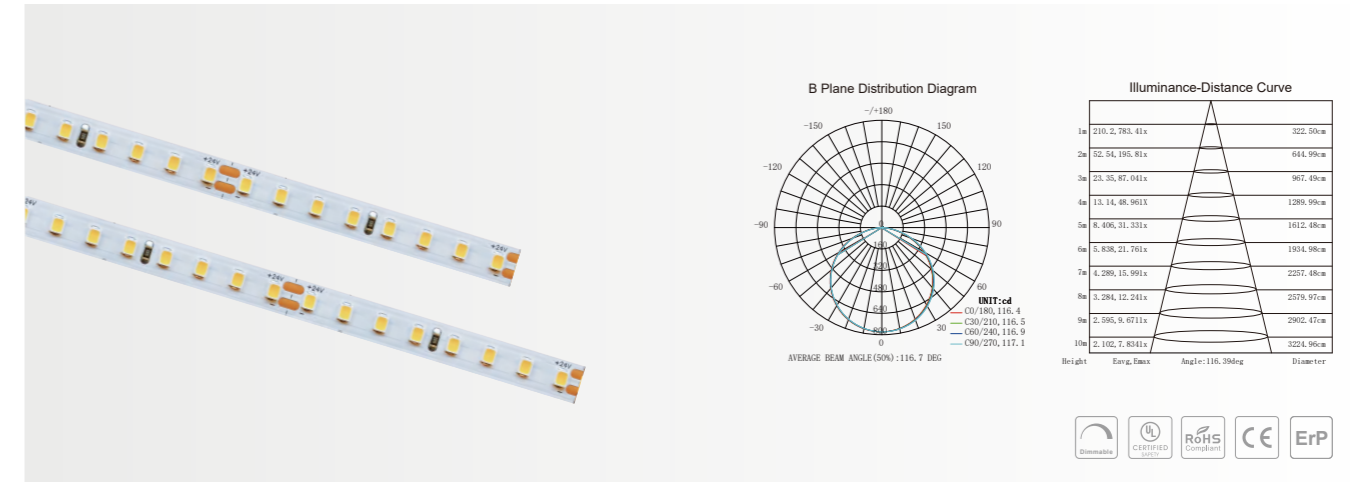 B Plane Distribution Diagram
-/+180
-150
150
-120
120
-90
90
-60
60
-30
30
0
0
160
320
480
640
800
UNIT:cd
C0/180,116.4
C30/210,116.5
C60/240,116.9
C90/270,117.1
AVERAGE BEAM ANGLE(50%):116.7 DEG
Illuminance-Distance Curve
1m 210.2,783.41x 322.50cm
2m 52.54,195.81x 644.99cm
3m 23.35,87.041x 967.49cm
4m 13.14,48.961X 1289.99cm
5m 8.406,31.331x 1612.48cm
6m 5.838,21.761x 1934.98cm
7m 4.289,15.991x 2257.48cm
8m 3.284,12.241x 2579.97cm
9m 2.595,9.6711x 2902.47cm
10m 2.102,7.8341x 3224.96cm
Height Eavg,Emax Angle:116.39deg Diameter
+24V
+24V
+24V
+24V
+24V
+24V
Dimmable
UL
CERTIFIED
SAFETY
RoHS
Compliant
CE
ErP